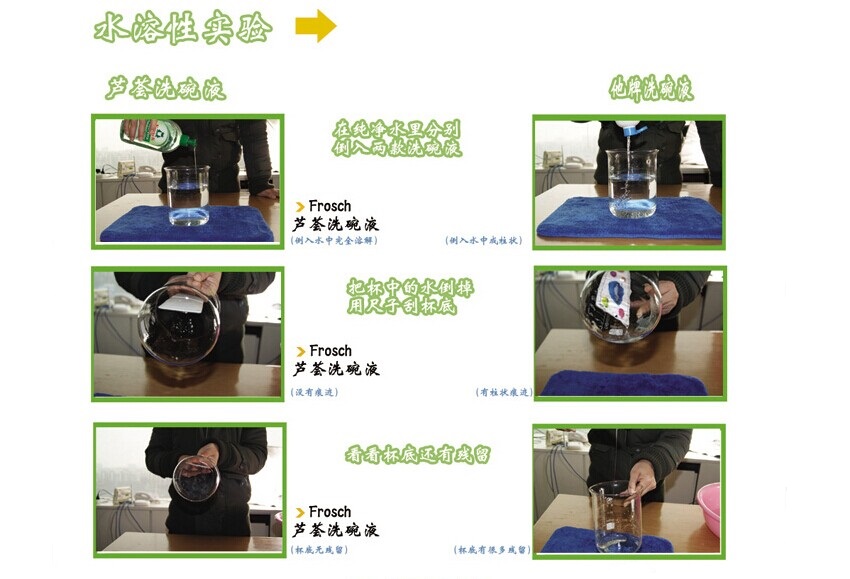 水溶性实验
芦荟洗碗液
他牌洗碗液
在纯净水里分别
倒入两款洗碗液
Frosch
芦荟洗碗液
(倒入水中完全溶解)
(倒入水中成柱状)
把杯中的水倒掉
用尺子刮杯底
Frosch
芦荟洗碗液
(没有痕迹)
(有柱状痕迹)
看看杯底还有残留
Frosch
芦荟洗碗液
(杯底无残留)
(杯底有很多残留)